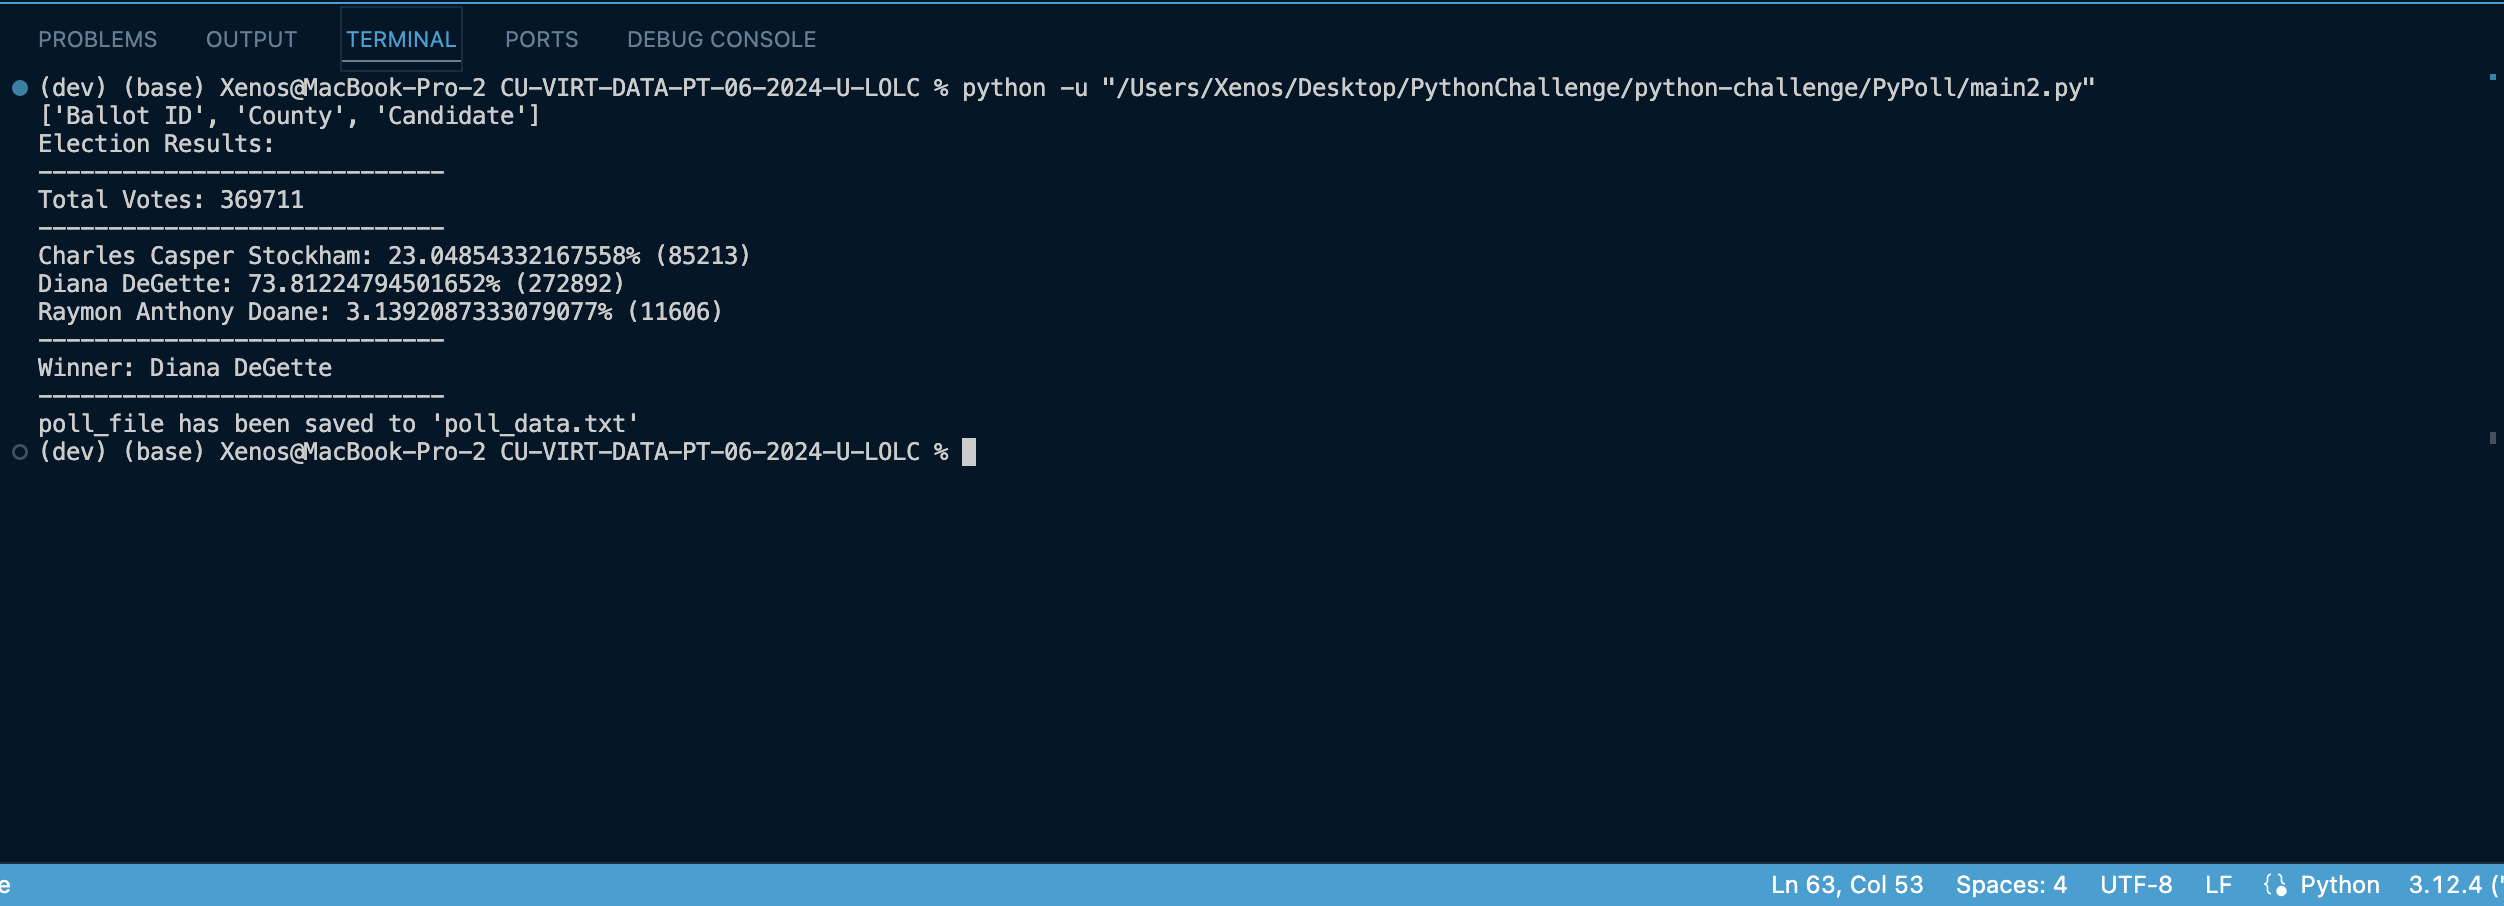 PROBLEMS OUTPUT TERMINAL PORTS DEBUG CONSOLE
(dev) (base) Xenos@MacBook-Pro-2 CU-VIRT-DATA-PT-06-2024-U-LOLC % python -u "/Users/Xenos/Desktop/PythonChallenge/python-challenge/PyPoll/main2.py"
['Ballot ID', 'County', 'Candidate']
Election Results:
-----------------------------
Total Votes: 369711
-----------------------------
Charles Casper Stockham: 23.04854332167558% (85213)
Diana DeGette: 73.81224794501652% (272892)
Raymon Anthony Doane: 3.1392087333079077% (11606)
-----------------------------
Winner: Diana DeGette
-----------------------------
poll_file has been saved to 'poll_data.txt'
(dev) (base) Xenos@MacBook-Pro-2 CU-VIRT-DATA-PT-06-2024-U-LOLC %
e Ln 63, Col 53 Spaces: 4 UTF-8 LF Python 3.12.4 ('